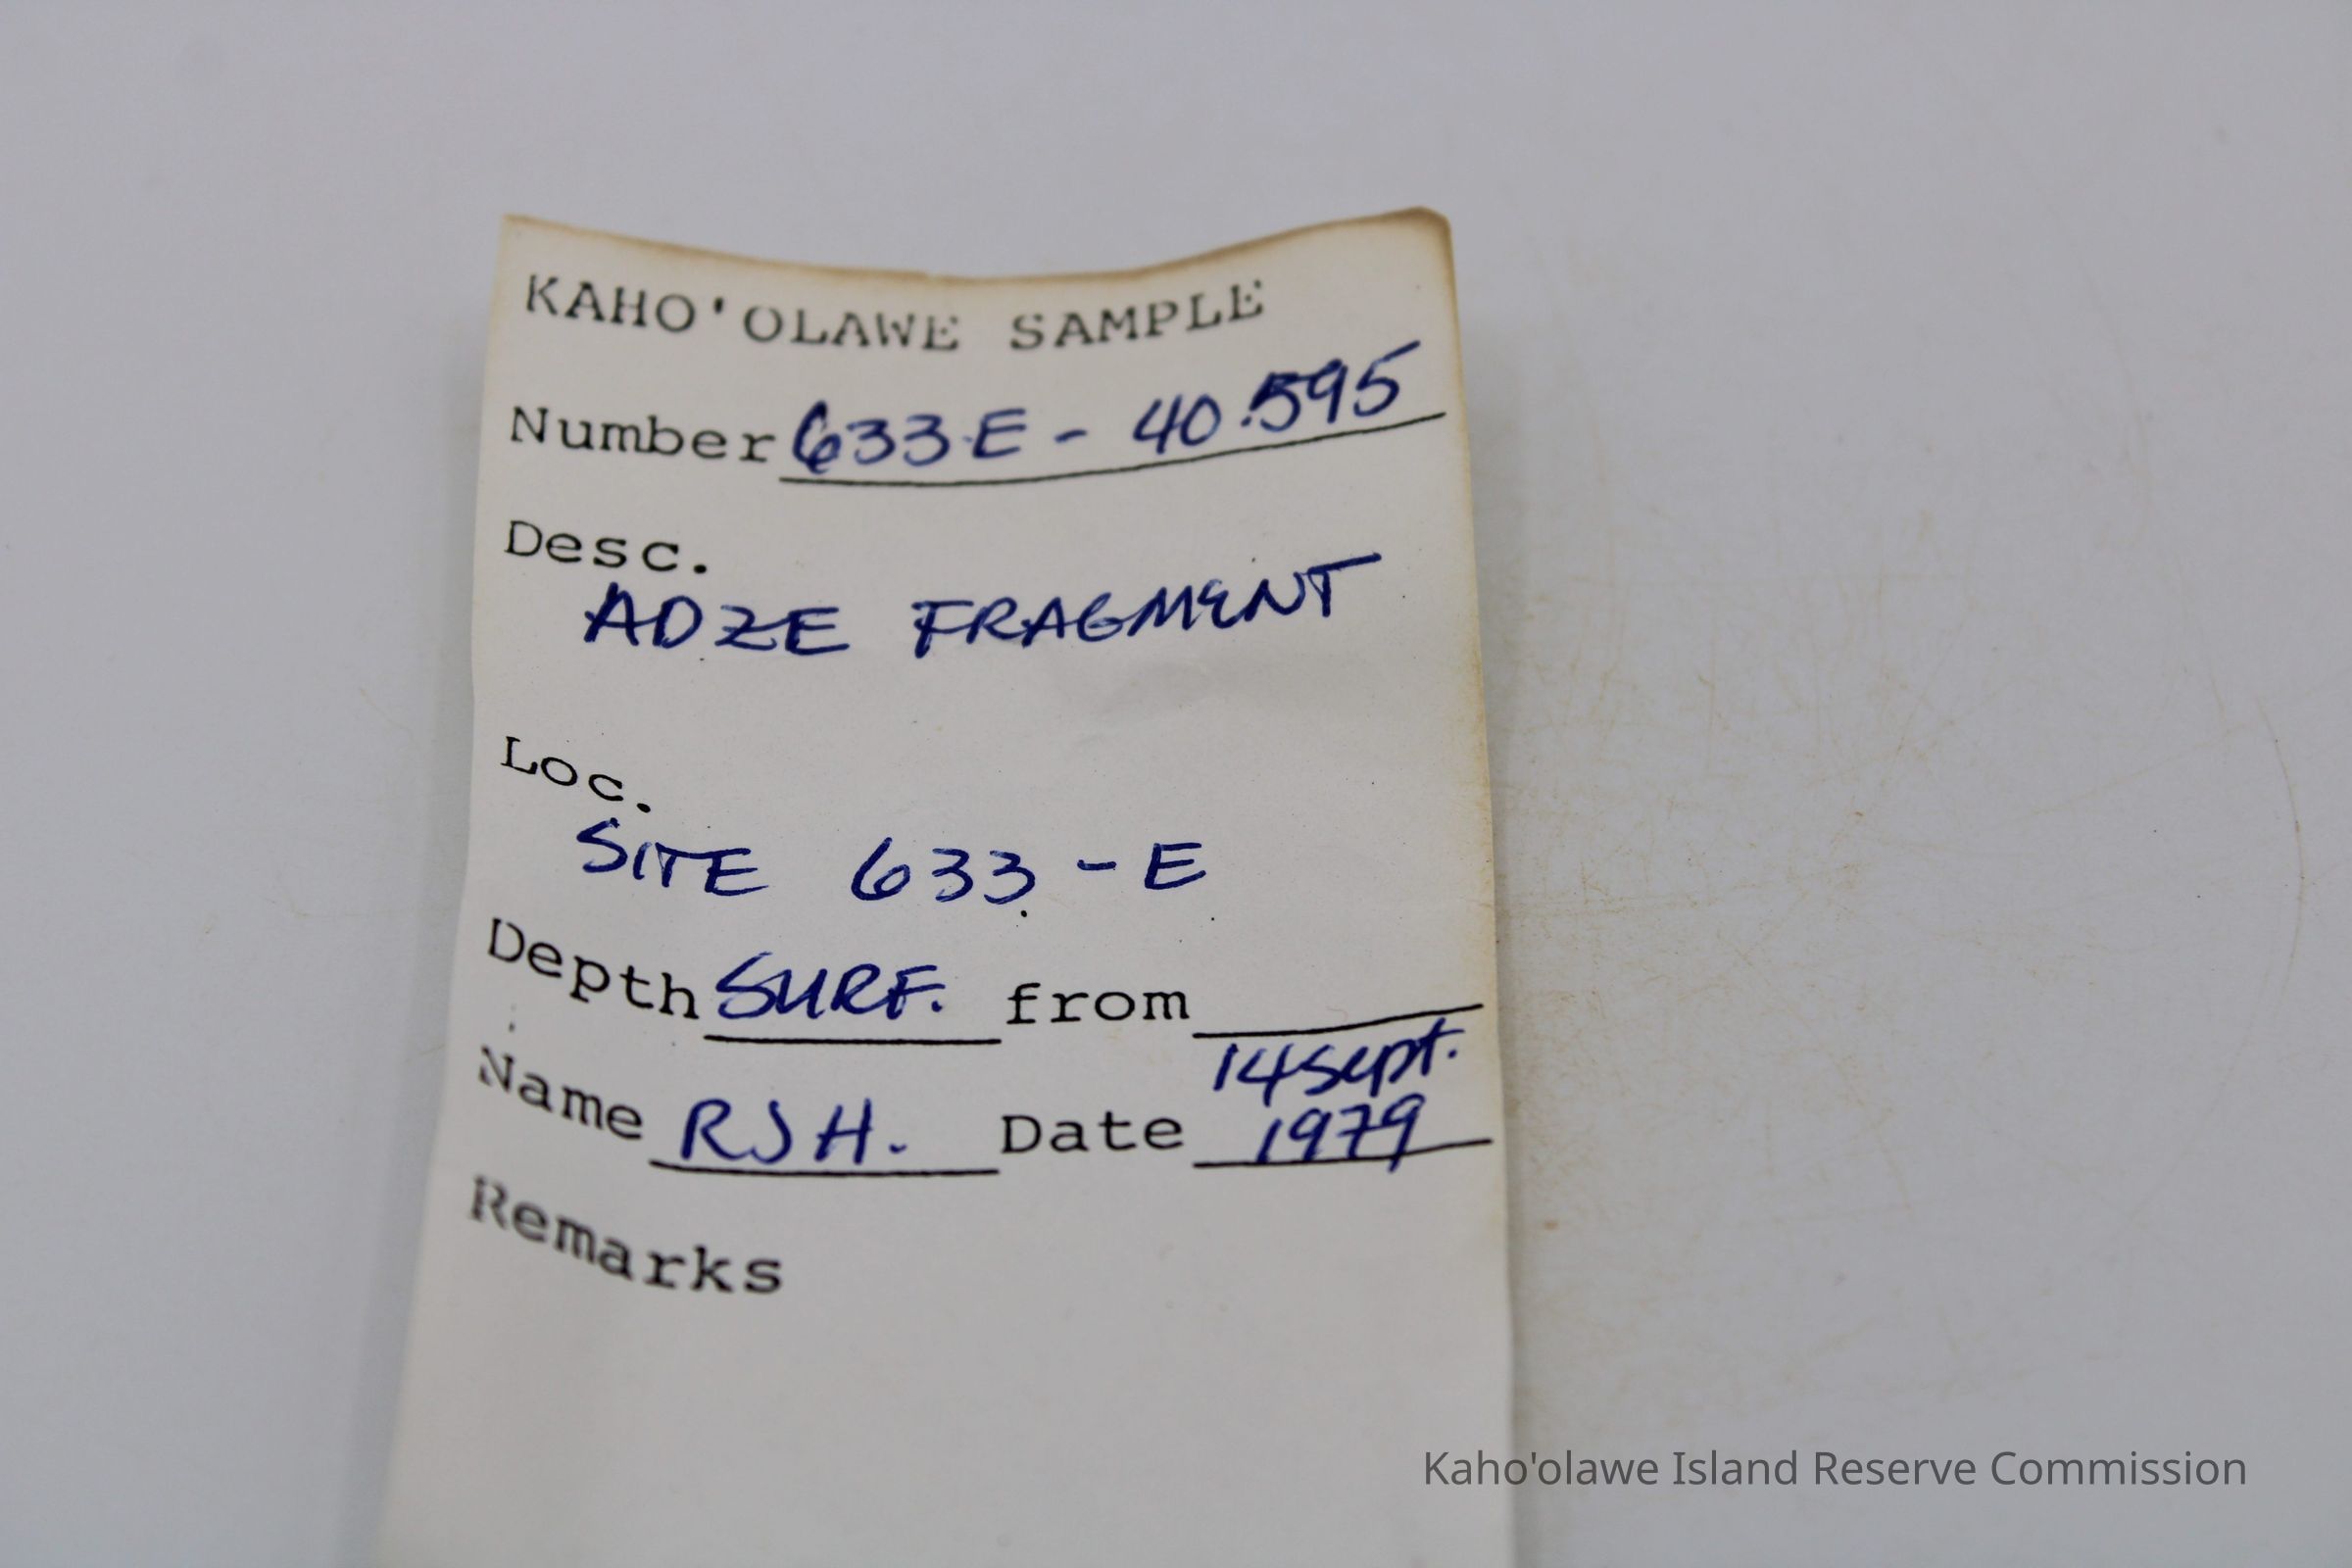 KAHO'OLAWE SAMPLE
Number 633-E - 40.595
Desc.
ADZE FRAGMENT
Loc.
SITE 633 - E
Depth SURF. from
14 Sept.
Name RJH. Date 1979
Remarks
Kaho'olawe Island Reserve Commission